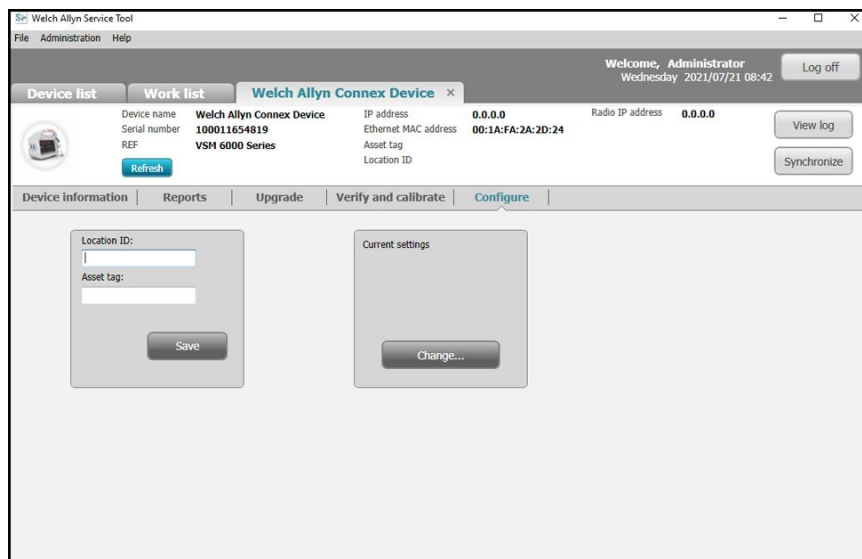 Welch Allyn Service Tool
File Administration Help
Welcome, Administrator
Wednesday 2021/07/21 08:42
Log off
Device list Work list Welch Allyn Connex Device ×
Device name Welch Allyn Connex Device IP address 0.0.0.0 Radio IP address 0.0.0.0
Serial number 100011654819 Ethernet MAC address 00:1A:FA:2A:2D:24
REF VSM 6000 Series Asset tag
Location ID
View log
Refresh
Synchronize
Device information Reports Upgrade Verify and calibrate Configure
Location ID:
Asset tag:
Save
Current settings
Change...